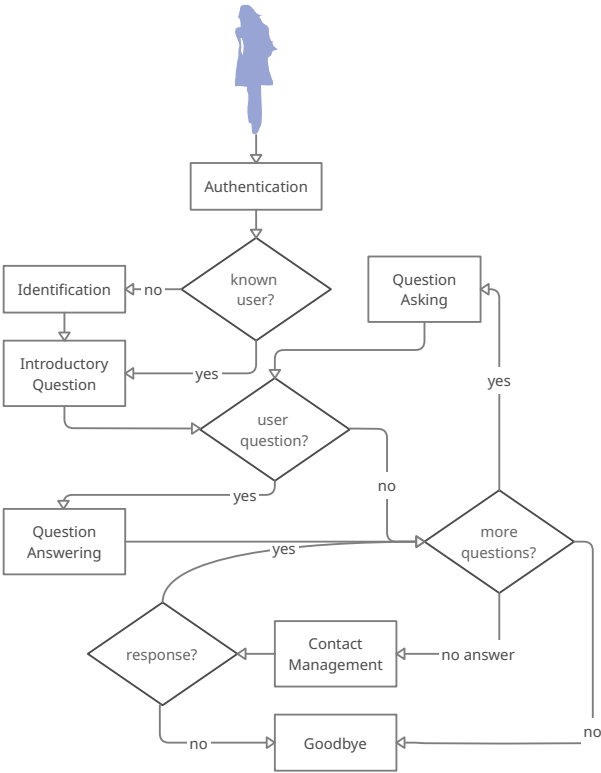 Authentication
known
user?
no
Identification
Question
Asking
Introductory
Question
yes
yes
user
question?
no
yes
Question
Answering
more
questions?
yes
response?
Contact
Management
no answer
no
no
Goodbye